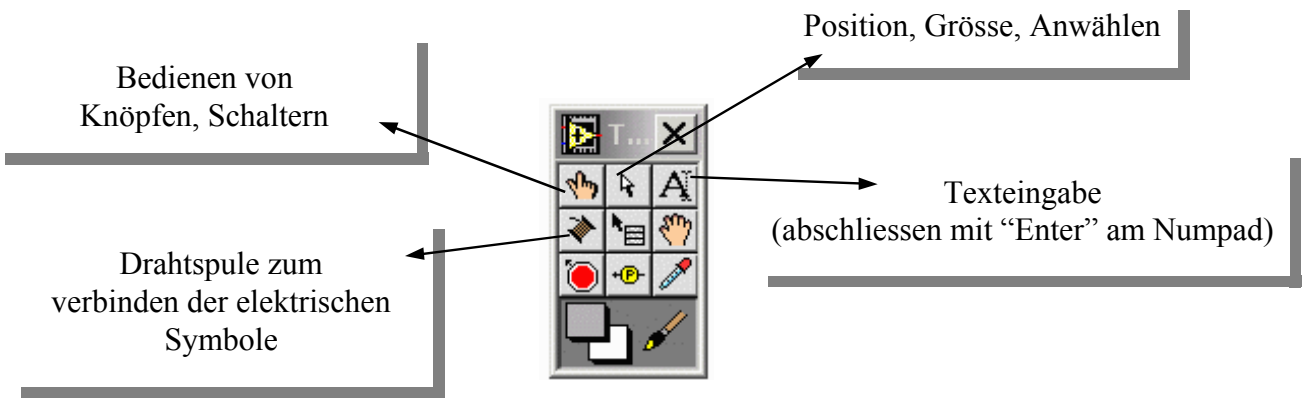 Position, Grösse, Anwählen
Bedienen von
Knöpfen, Schaltern
T...
Texteingabe
(abschliessen mit “Enter” am Numpad)
Drahtspule zum
verbinden der elektrischen
Symbole
A
P